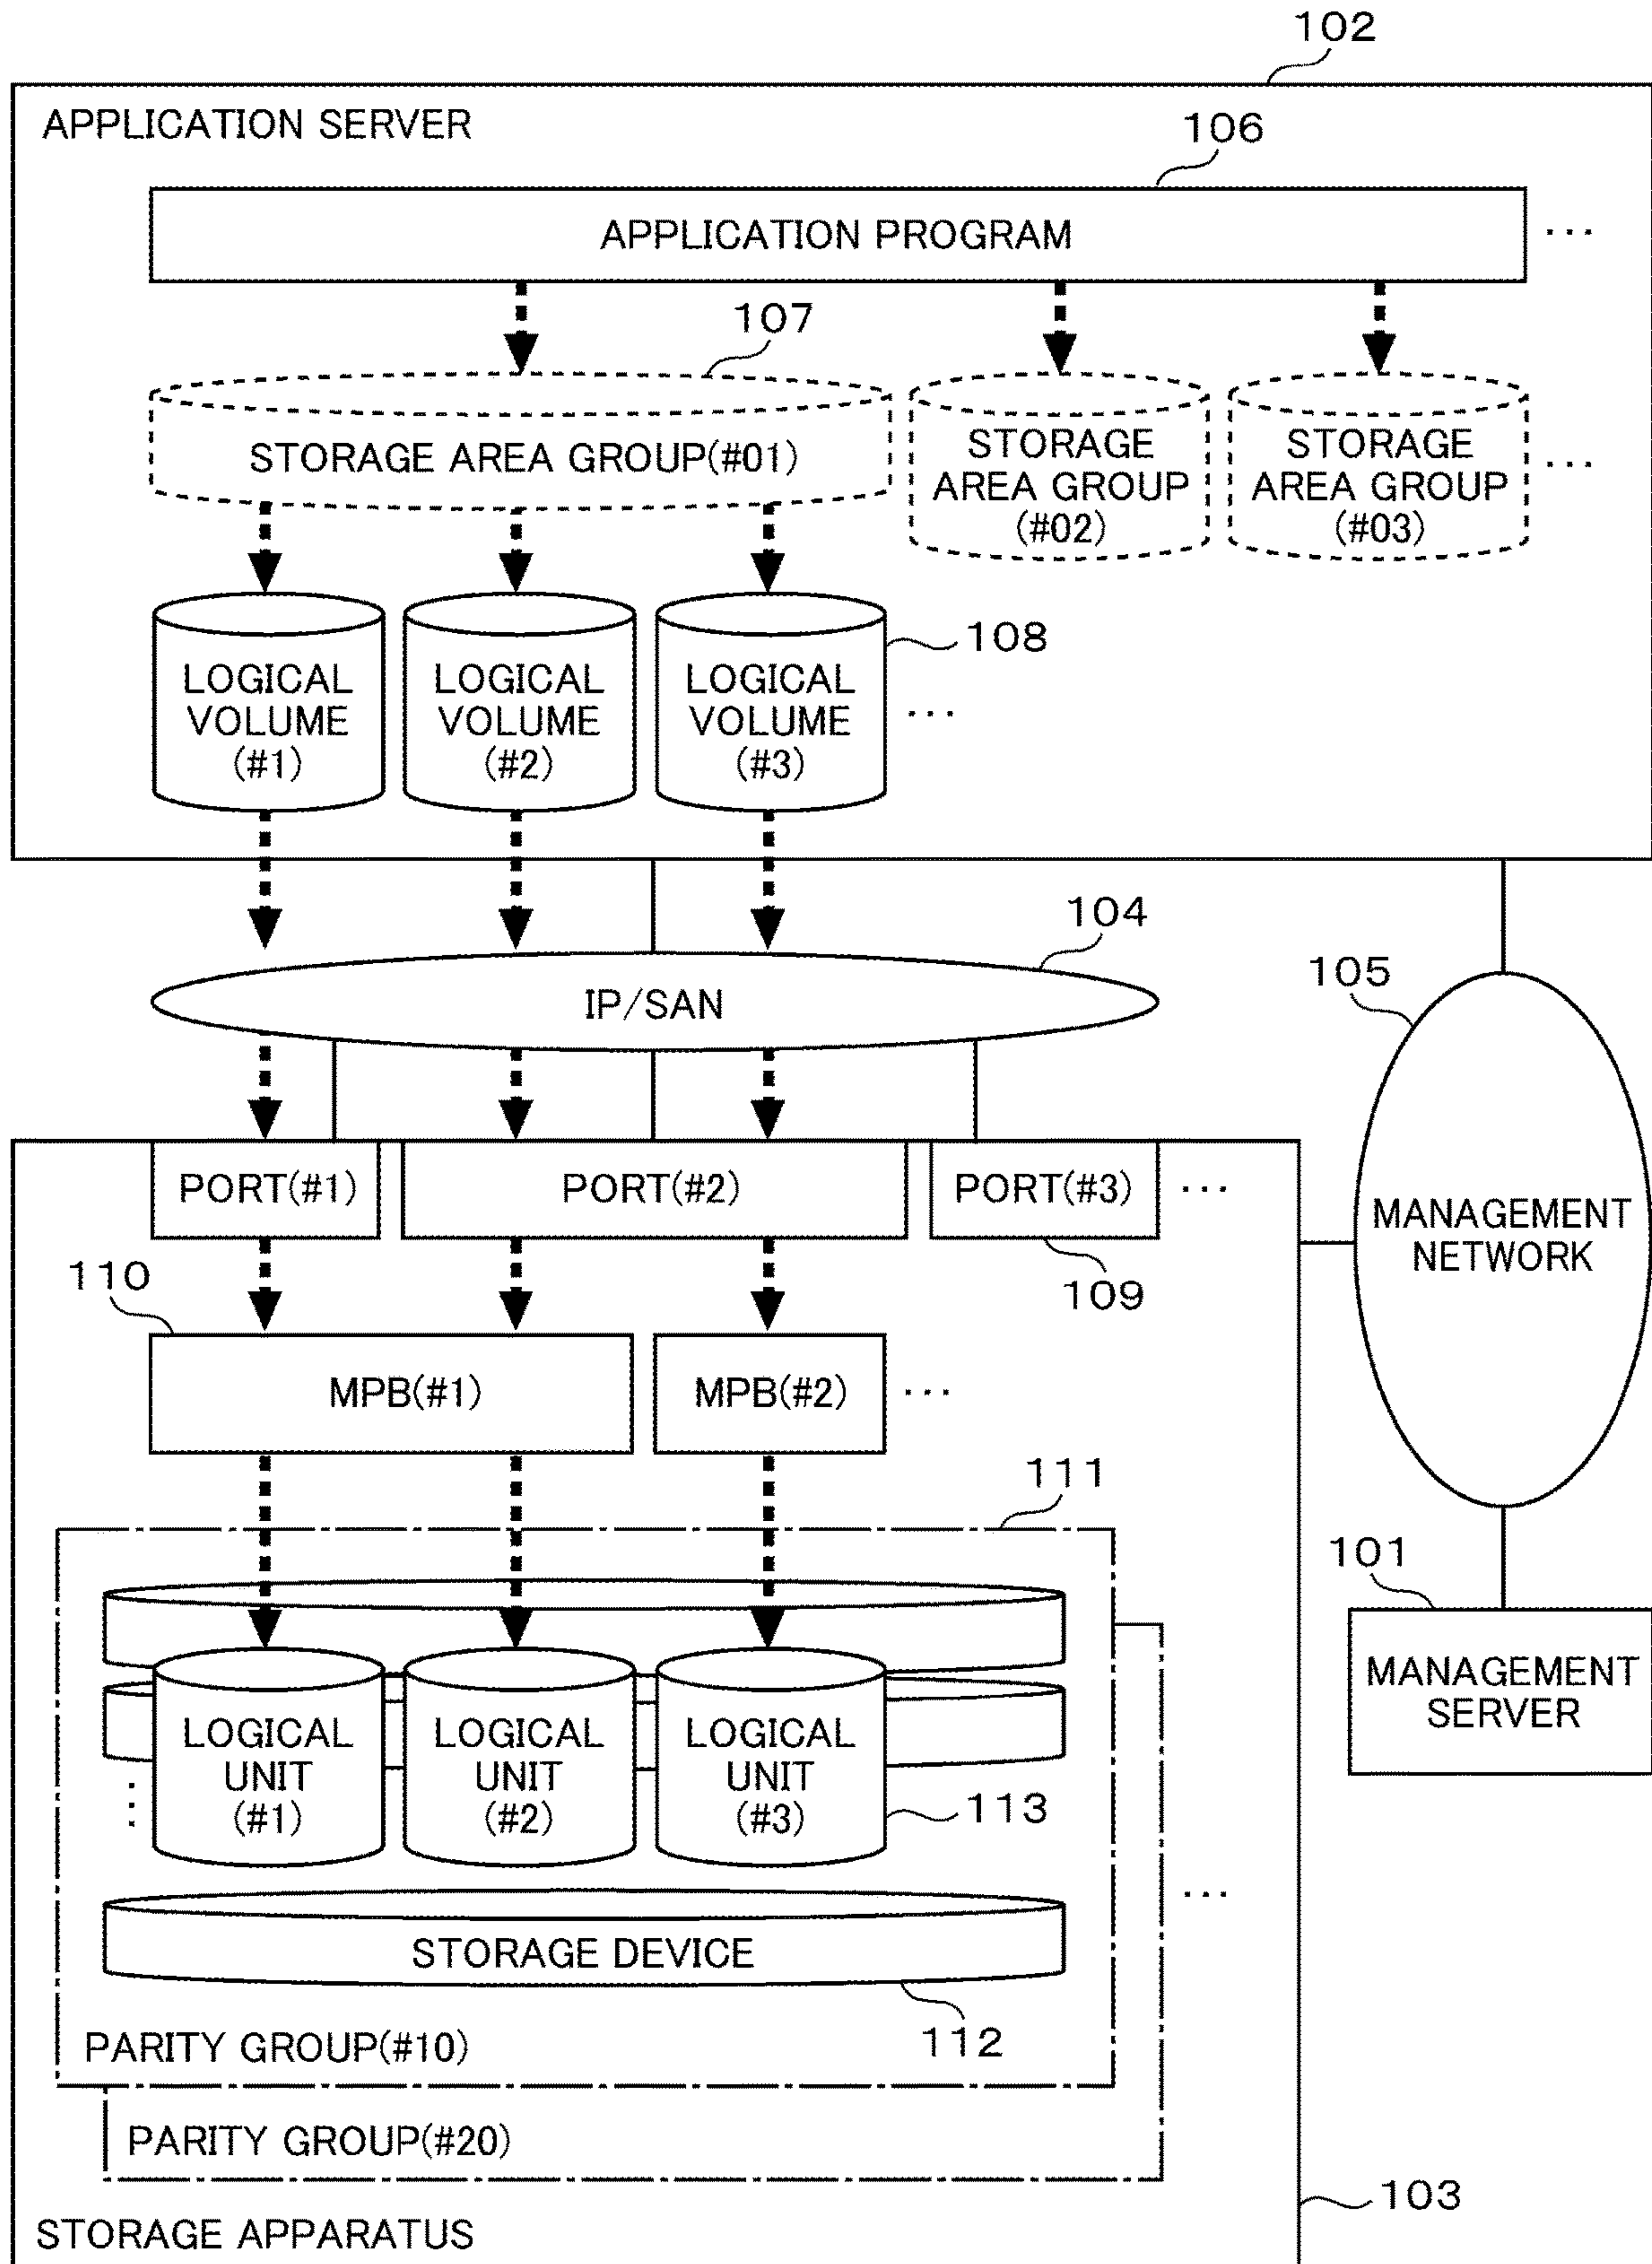 102
APPLICATION SERVER
106
APPLICATION PROGRAM
...
107
STORAGE AREA GROUP(#01)
STORAGE
AREA GROUP
(#02)
STORAGE
AREA GROUP
(#03)
...
LOGICAL
VOLUME
(#1)
LOGICAL
VOLUME
(#2)
LOGICAL
VOLUME
(#3)
108
...
104
IP/SAN
105
PORT(#1)
PORT(#2)
PORT(#3)
...
MANAGEMENT
NETWORK
109
110
MPB(#1)
MPB(#2)
...
111
101
MANAGEMENT
SERVER
LOGICAL
UNIT
(#1)
LOGICAL
UNIT
(#2)
LOGICAL
UNIT
(#3)
113
...
...
STORAGE DEVICE
112
PARITY GROUP(#10)
PARITY GROUP(#20)
103
STORAGE APPARATUS